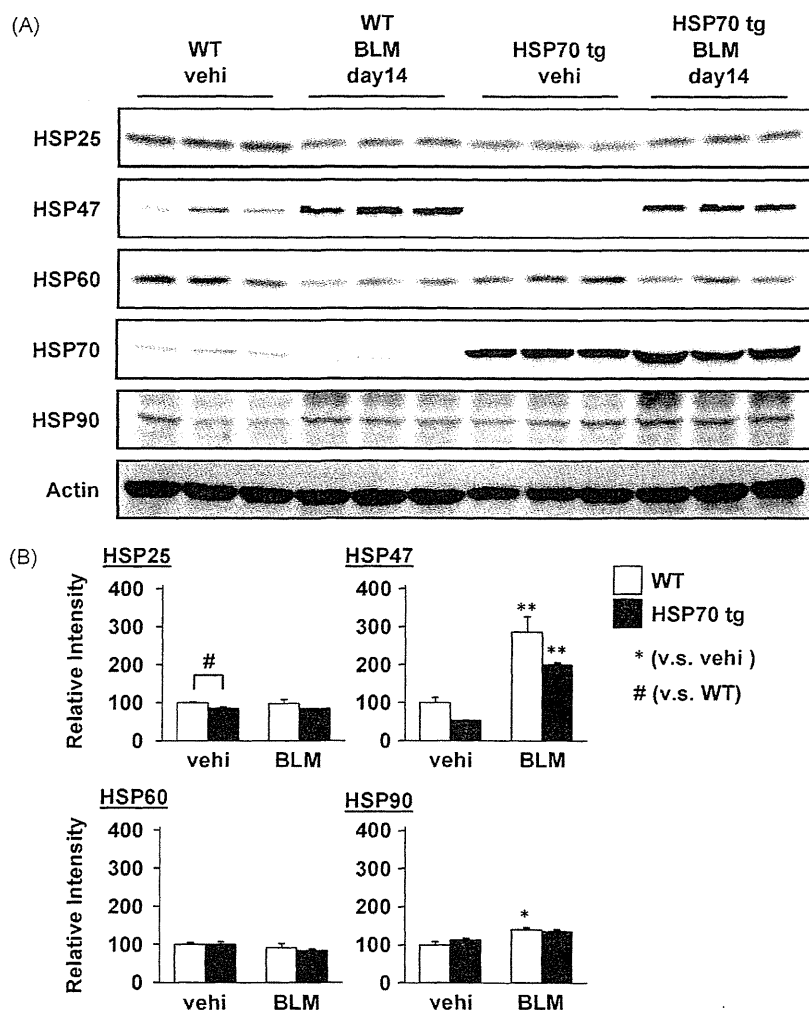 (A)
WT
vehi
WT
BLM
day14
HSP70 tg
vehi
HSP70 tg
BLM
day14
HSP25
HSP47
HSP60
HSP70
HSP90
Actin
(B)
HSP25
400
300
200
100
0
Relative Intensity
#
vehi BLM
HSP47
400
300
200
100
0
**
**
vehi BLM
WT
HSP70 tg
* (v.s. vehi )
# (v.s. WT)
HSP60
400
300
200
100
0
Relative Intensity
vehi BLM
HSP90
400
300
200
100
0
*
vehi BLM